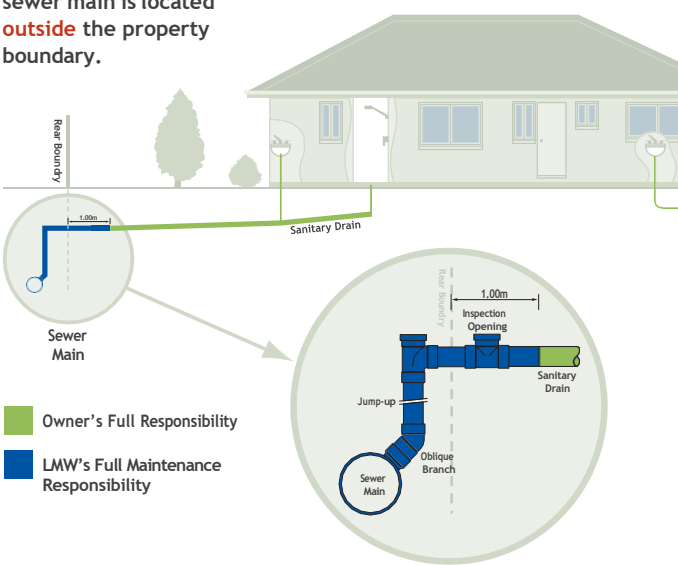 sewer main is located
outside the property
boundary.
Rear Boundry
1.00m
Sanitary Drain
Sewer
Main
Rear Boundry
1.00m
Inspection
Opening
Sanitary
Drain
Jump-up
Oblique
Branch
Sewer
Main
Owner's Full Responsibility
LMW's Full Maintenance
Responsibility